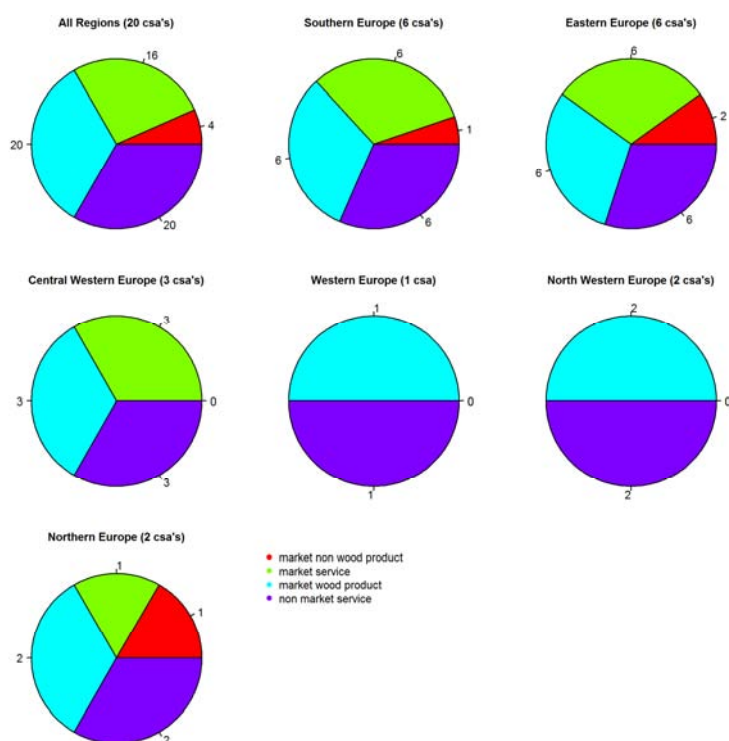 All Regions (20 csa's)
16
4
20
20
Southern Europe (6 csa's)
6
1
6
6
Eastern Europe (6 csa's)
6
2
6
6
Central Western Europe (3 csa's)
3
3
0
3
Western Europe (1 csa)
1
0
1
North Western Europe (2 csa's)
2
0
2
Northern Europe (2 csa's)
1
1
2
2
market non wood product
market service
market wood product
non market service